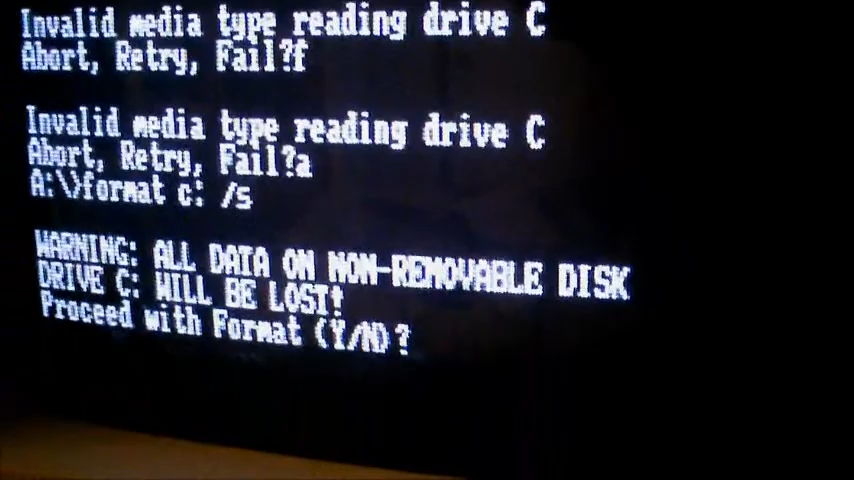 Invalid media type reading drive C
Abort, Retry, Fail?f
Invalid media type reading drive C
Abort, Retry, Fail?a
A:\>format c: /s
WARNING: ALL DATA ON NON-REMOVABLE DISK
DRIVE C: WILL BE LOST!
Proceed with Format (Y/N)?